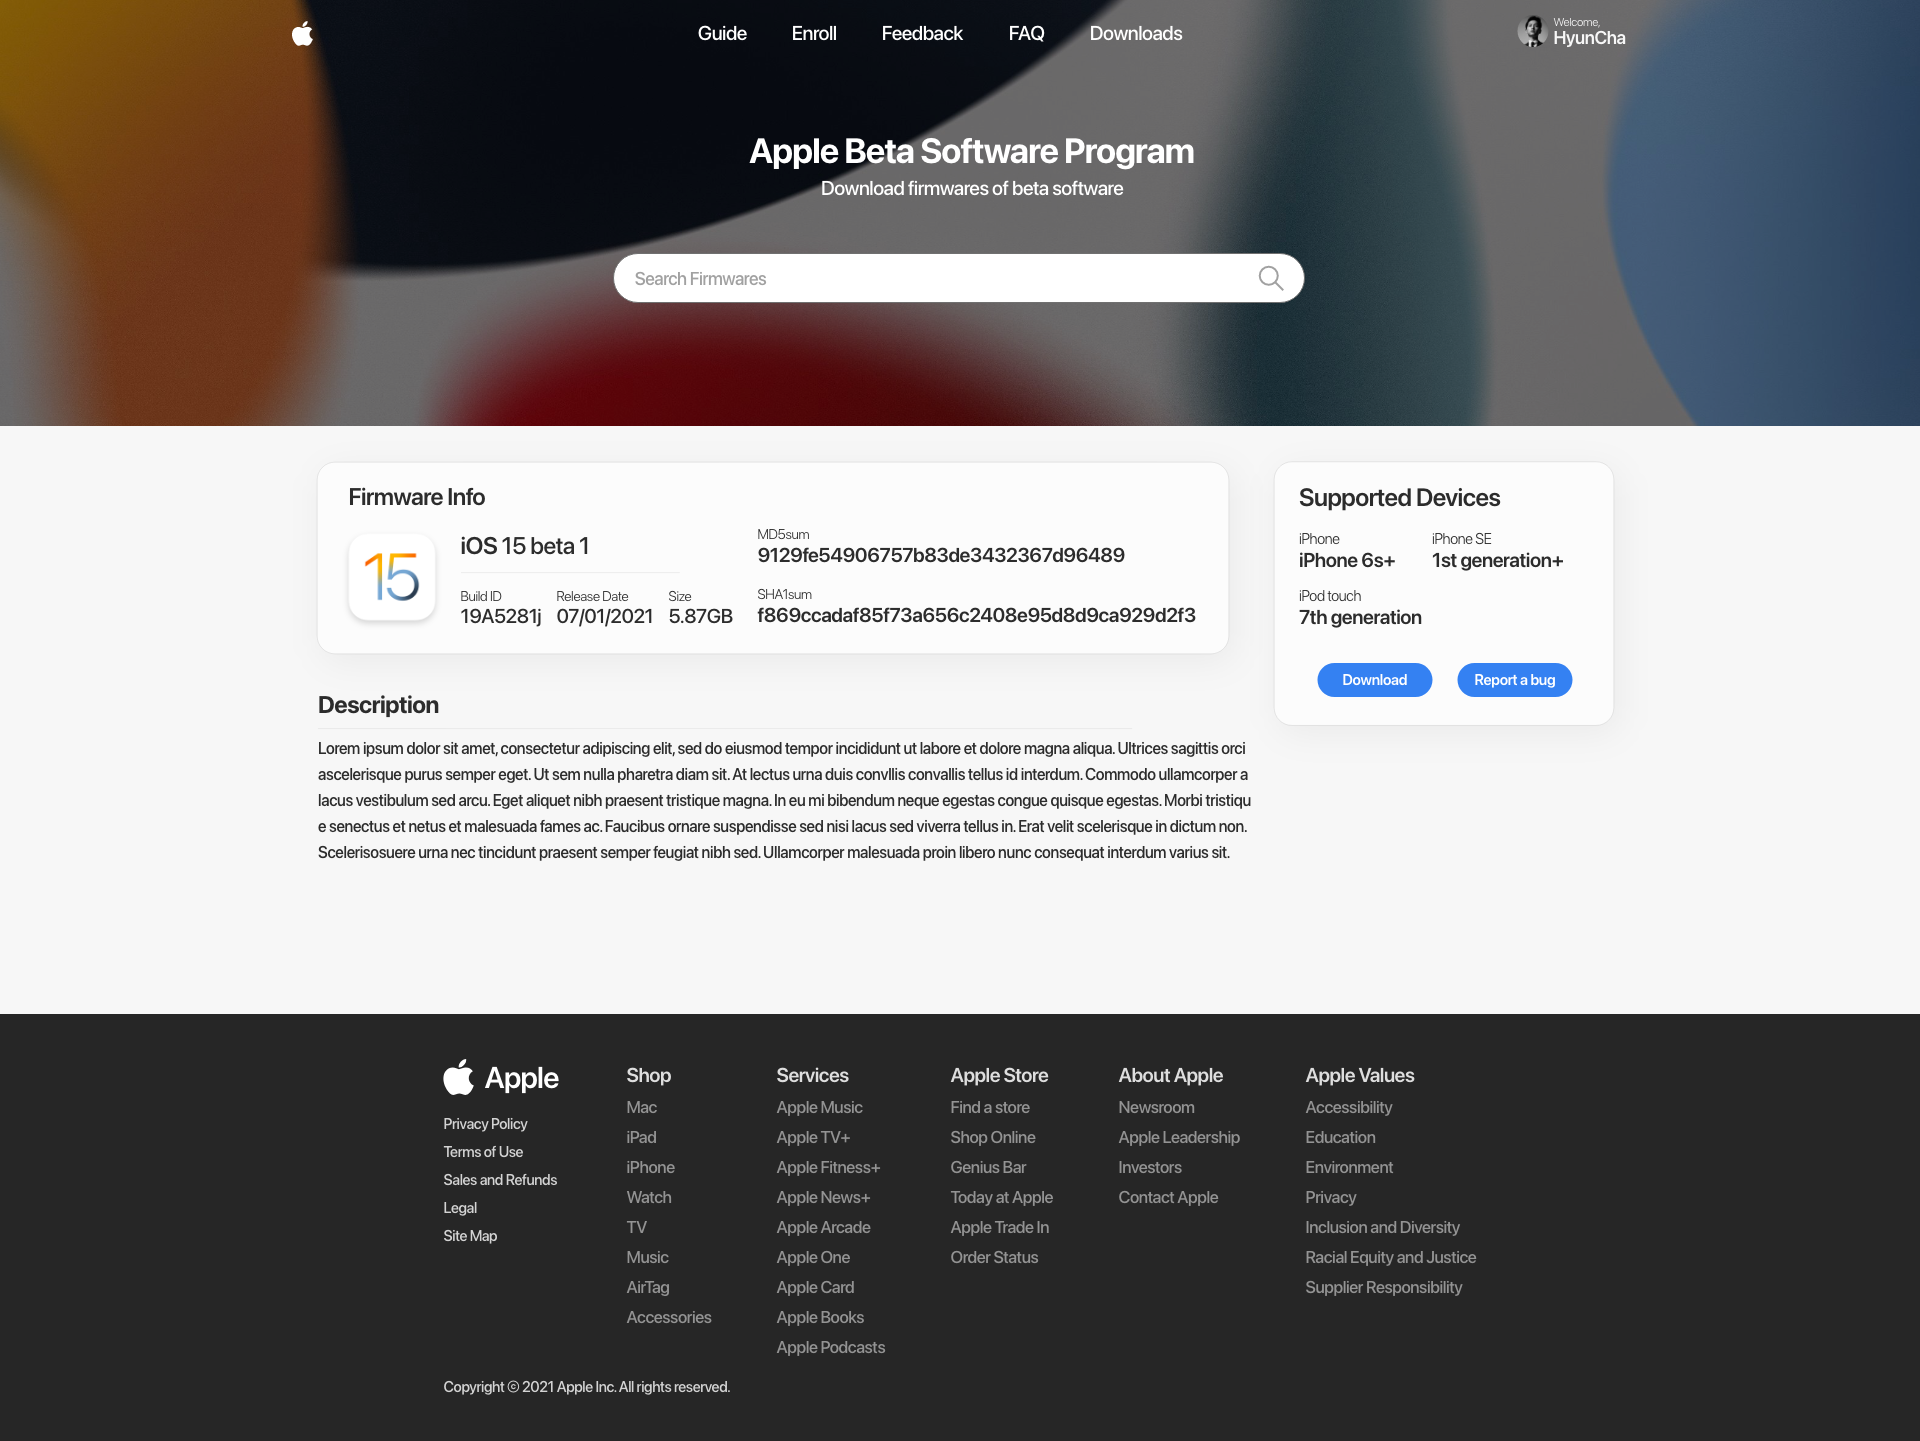 Guide Enroll Feedback FAQ Downloads
Welcome,
HyunCha
Apple Beta Software Program
Download firmwares of beta software
Search Firmwares
Firmware Info
15
iOS 15 beta 1
Build ID Release Date Size
19A5281j 07/01/2021 5.87GB
MD5sum
9129fe54906757b83de3432367d96489
SHA1sum
f869ccadaf85f73a656c2408e95d8d9ca929d2f3
Supported Devices
iPhone iPhone SE
iPhone 6s+ 1st generation+
iPod touch
7th generation
Download Report a bug
Description
Lorem ipsum dolor sit amet, consectetur adipiscing elit, sed do eiusmod tempor incididunt ut labore et dolore magna aliqua. Ultrices sagittis orci
ascelerisque purus semper eget. Ut sem nulla pharetra diam sit. At lectus urna duis convllis convallis tellus id interdum. Commodo ullamcorper a
lacus vestibulum sed arcu. Eget aliquet nibh praesent tristique magna. In eu mi bibendum neque egestas congue quisque egestas. Morbi tristiqu
e senectus et netus et malesuada fames ac. Faucibus ornare suspendisse sed nisi lacus sed viverra tellus in. Erat velit scelerisque in dictum non.
Scelerisosuere urna nec tincidunt praesent semper feugiat nibh sed. Ullamcorper malesuada proin libero nunc consequat interdum varius sit.
Apple
Privacy Policy
Terms of Use
Sales and Refunds
Legal
Site Map
Shop
Mac
iPad
iPhone
Watch
TV
Music
AirTag
Accessories
Services
Apple Music
Apple TV+
Apple Fitness+
Apple News+
Apple Arcade
Apple One
Apple Card
Apple Books
Apple Podcasts
Apple Store
Find a store
Shop Online
Genius Bar
Today at Apple
Apple Trade In
Order Status
About Apple
Newsroom
Apple Leadership
Investors
Contact Apple
Apple Values
Accessibility
Education
Environment
Privacy
Inclusion and Diversity
Racial Equity and Justice
Supplier Responsibility
Copyright © 2021 Apple Inc. All rights reserved.